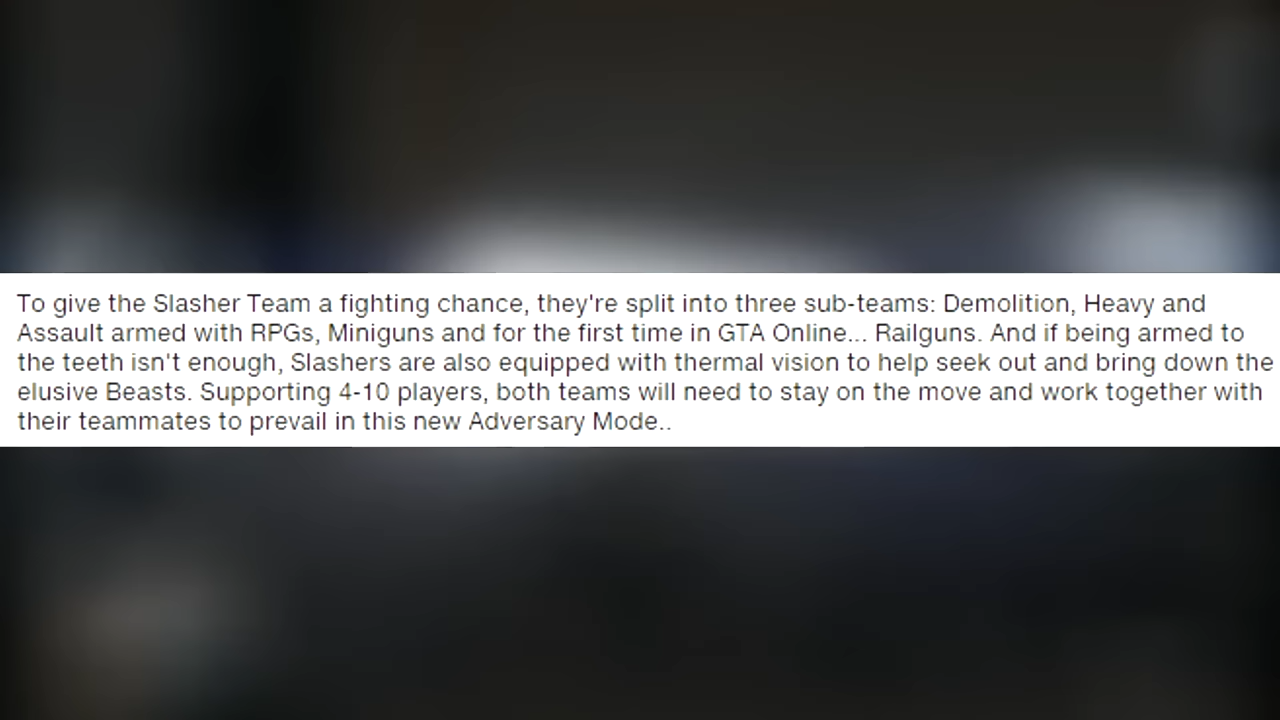 To give the Slasher Team a fighting chance, they're split into three sub-teams: Demolition, Heavy and
Assault armed with RPGs, Miniguns and for the first time in GTA Online... Railguns. And if being armed to
the teeth isn't enough, Slashers are also equipped with thermal vision to help seek out and bring down the
elusive Beasts. Supporting 4-10 players, both teams will need to stay on the move and work together with
their teammates to prevail in this new Adversary Mode..